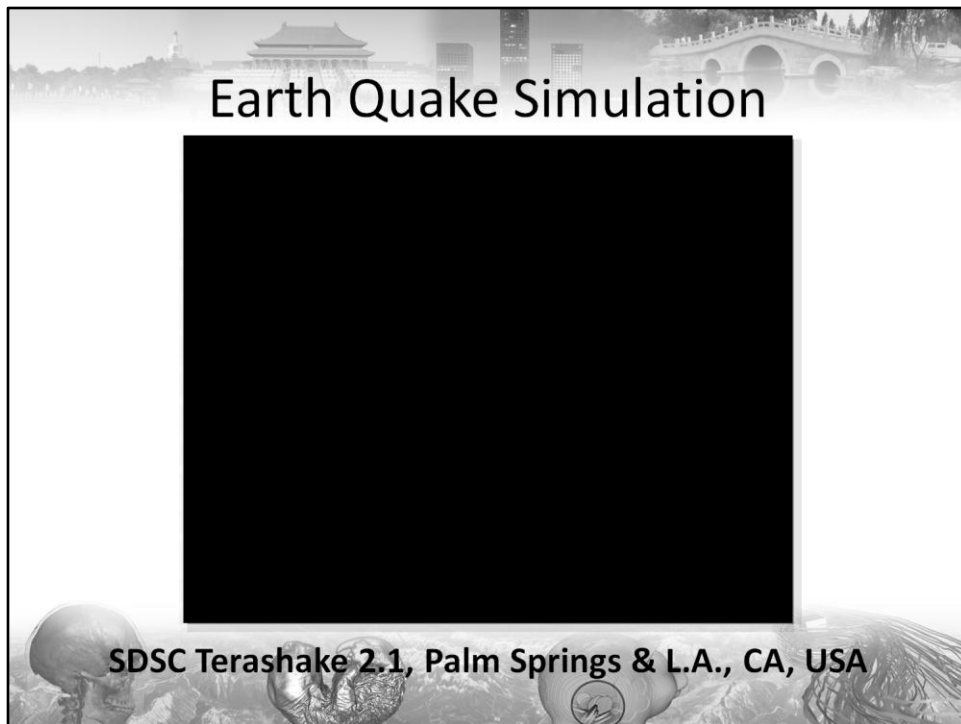 Earth Quake Simulation
SDSC Terashake 2.1, Palm Springs & L.A., CA, USA